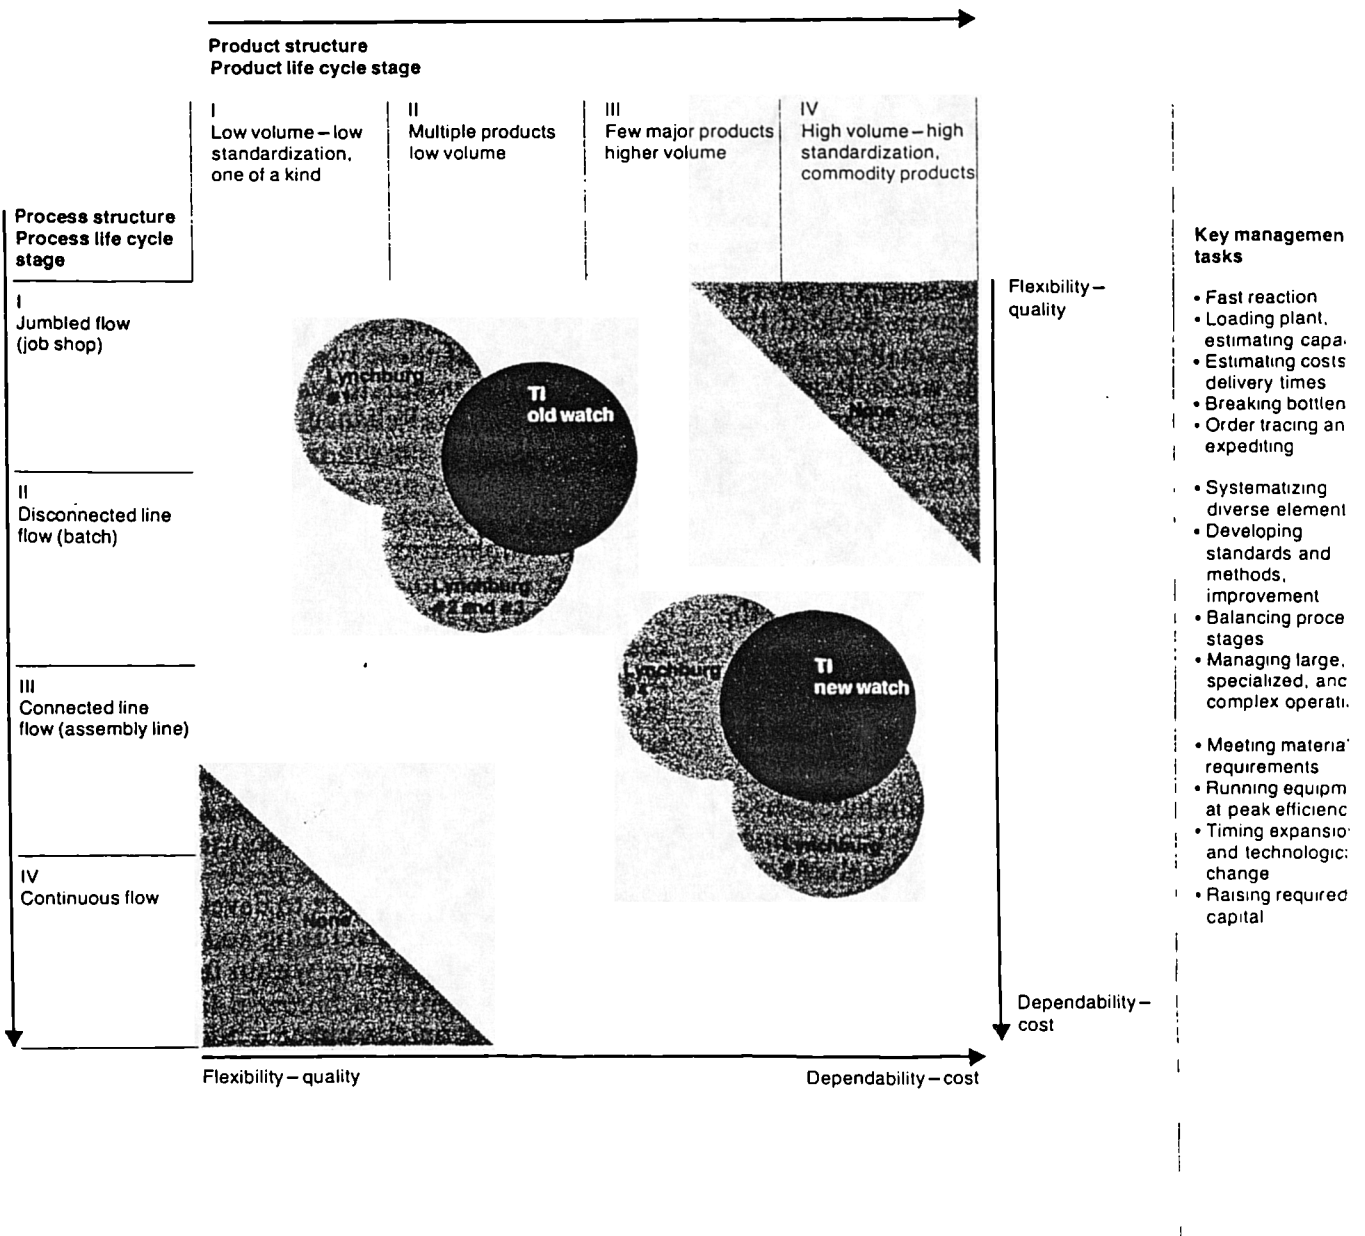 Product structure
Product life cycle stage
I
Low volume – low
standardization,
one of a kind
II
Multiple products
low volume
III
Few major products
higher volume
IV
High volume – high
standardization,
commodity products
Process structure
Process life cycle
stage
I
Jumbled flow
(job shop)
II
Disconnected line
flow (batch)
III
Connected line
flow (assembly line)
IV
Continuous flow
Lynchburg
#1
TI
old watch
Lynchburg
#2 and #3
None
Lynchburg
TI
new watch
Lynchburg
None
Flexibility –
quality
Dependability –
cost
Flexibility – quality
Dependability – cost
Key managemen
tasks
• Fast reaction
• Loading plant,
estimating capa
• Estimating costs
delivery times
• Breaking bottlen
• Order tracing an
expediting
• Systematizing
diverse element
• Developing
standards and
methods,
improvement
• Balancing proce
stages
• Managing large,
specialized, and
complex operati
• Meeting material
requirements
• Running equipm
at peak efficienc
• Timing expansio
and technologic
change
• Raising required
capital